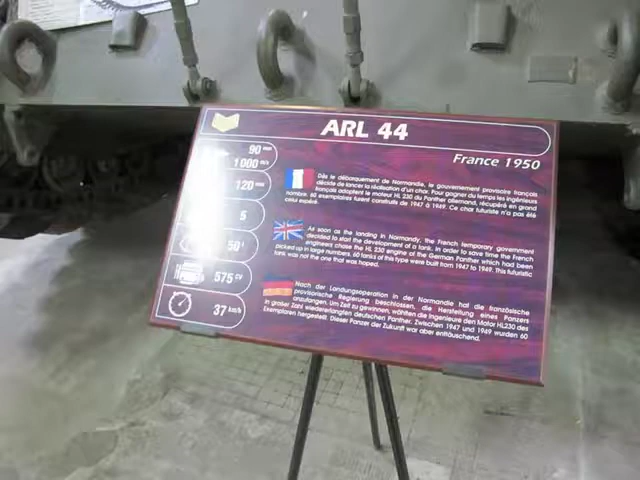 ARL 44
France 1950
90 mm
1 000 m/s
120 mm
5
50 t
575 CV
37 km/h
Dès le débarquement de Normandie, le gouvernement provisoire français
décide de lancer la réalisation d'un char. Pour gagner du temps les ingénieurs
français adoptent le moteur HL 230 du Panther allemand, récupéré en grand
nombre. 60 exemplaires furent construits de 1947 à 1949. Ce char futuriste n'a pas été
celui espéré.
As soon as the landing in Normandy, the French temporary government
decided to start the development of a tank. In order to save time the French
engineers chose the HL 230 engine of the German Panther which had been
picked up in large numbers. 60 tanks of this type were built from 1947 to 1949. This futuristic
tank was not the one that was hoped.
Nach der Landungsoperation in der Normandie hat die französische
provisorische Regierung beschlossen, die Herstellung eines Panzers
anzufangen. Um Zeit zu gewinnen, wählten die Ingenieure den Motor HL230 des
in großer Zahl wiedererlangten deutschen Panther. Zwischen 1947 und 1949 wurden 60
Exemplaren hergestellt. Dieser Panzer der Zukunft war aber enttäuschend.